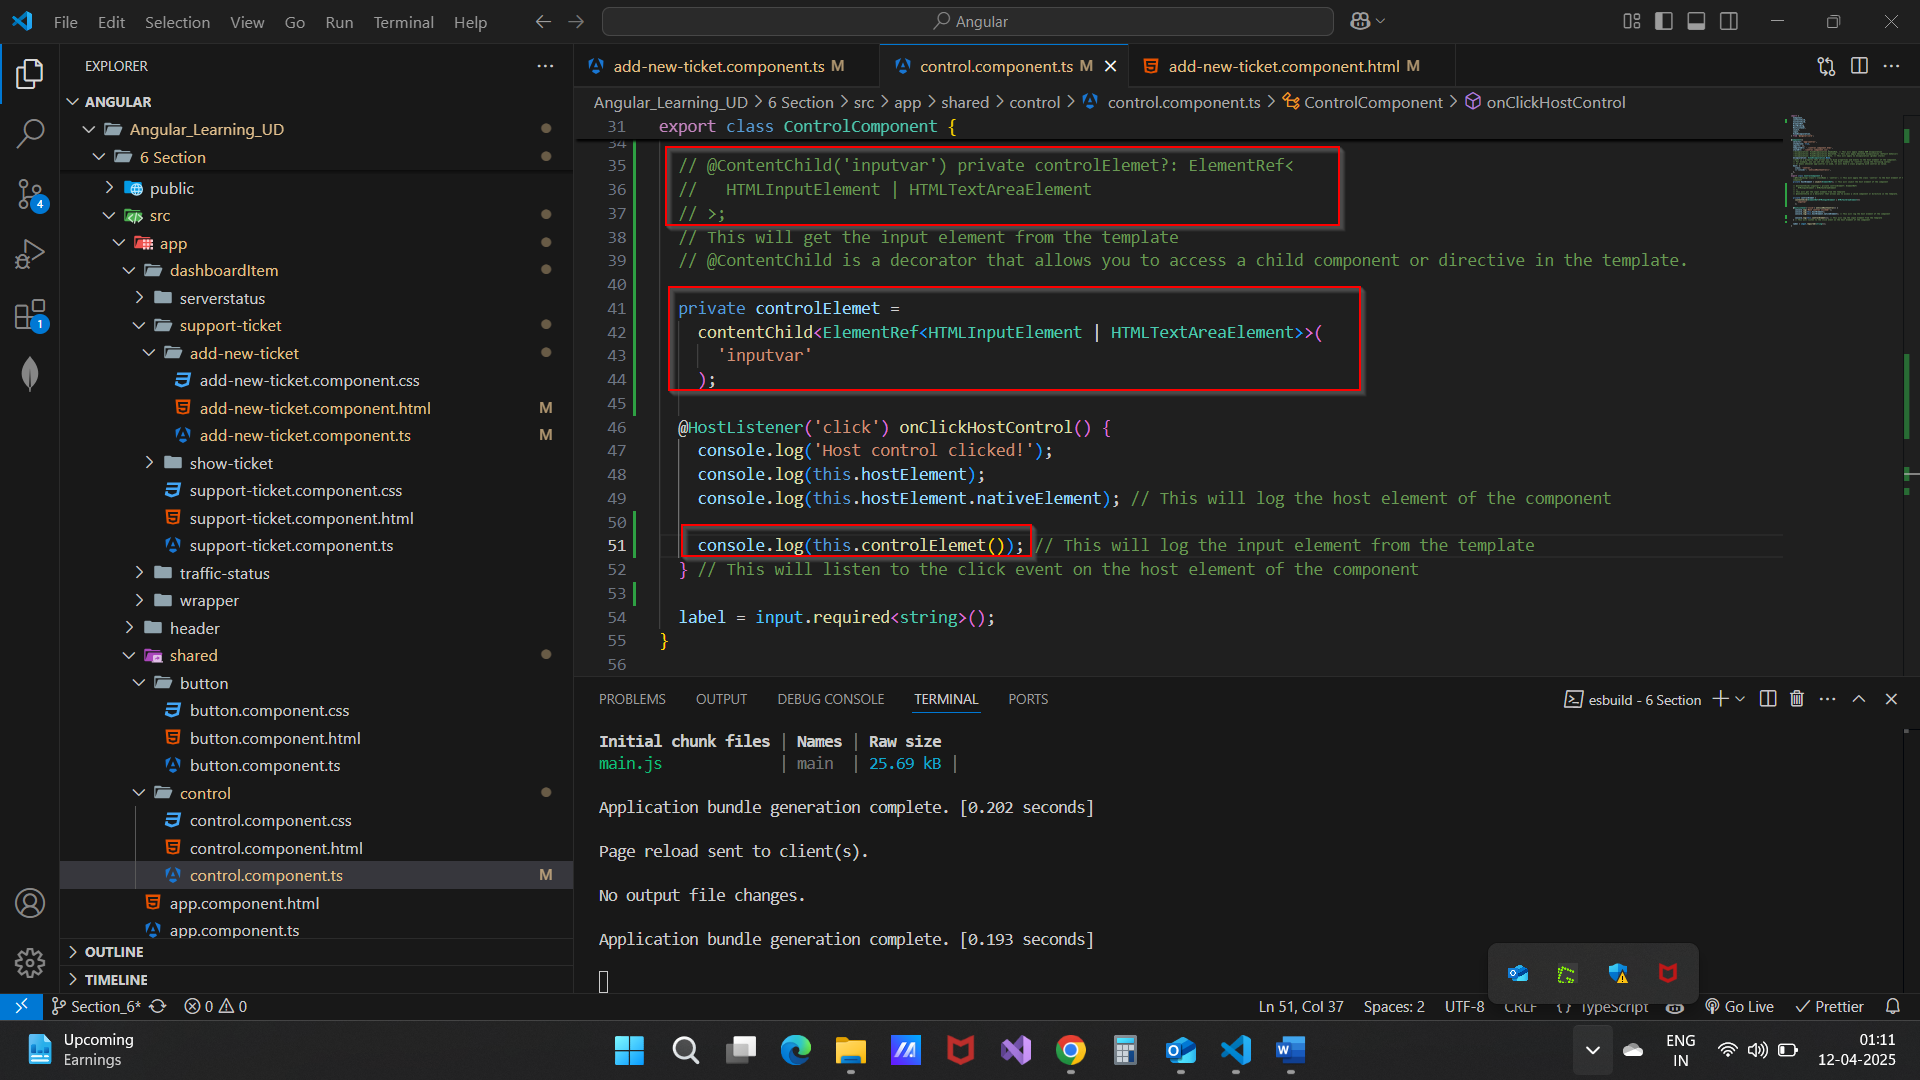 File Edit Selection View Go Run Terminal Help
Angular
EXPLORER
ANGULAR
Angular_Learning_UD
6 Section
public
src
app
dashboardItem
serverstatus
support-ticket
add-new-ticket
add-new-ticket.component.css
add-new-ticket.component.html M
add-new-ticket.component.ts M
show-ticket
support-ticket.component.css
support-ticket.component.html
support-ticket.component.ts
traffic-status
wrapper
header
shared
button
button.component.css
button.component.html
button.component.ts
control
control.component.css
control.component.html
control.component.ts M
app.component.html
app.component.ts
OUTLINE
TIMELINE
4
1
add-new-ticket.component.ts M control.component.ts M add-new-ticket.component.html M
Angular_Learning_UD > 6 Section > src > app > shared > control > control.component.ts > ControlComponent > onClickHostControl
31 export class ControlComponent {
34
35 // @ContentChild('inputvar') private controlElemet?: ElementRef<
36 // HTMLInputElement | HTMLTextAreaElement
37 // >;
38 // This will get the input element from the template
39 // @ContentChild is a decorator that allows you to access a child component or directive in the template.
40
41 private controlElemet =
42 contentChild<ElementRef<HTMLInputElement | HTMLTextAreaElement>>(
43 'inputvar'
44 );
45
46 @HostListener('click') onClickHostControl() {
47 console.log('Host control clicked!');
48 console.log(this.hostElement);
49 console.log(this.hostElement.nativeElement); // This will log the host element of the component
50
51 console.log(this.controlElemet()); // This will log the input element from the template
52 } // This will listen to the click event on the host element of the component
53
54 label = input.required<string>();
55 }
56
PROBLEMS OUTPUT DEBUG CONSOLE TERMINAL PORTS
esbuild - 6 Section
Initial chunk files | Names | Raw size
main.js | main | 25.69 kB |
Application bundle generation complete. [0.202 seconds]
Page reload sent to client(s).
No output file changes.
Application bundle generation complete. [0.193 seconds]
Section_6* 0 0
Ln 51, Col 37 Spaces: 2 UTF-8 CRLF {} TypeScript Go Live Prettier
Upcoming
Earnings
ENG
IN
01:11
12-04-2025